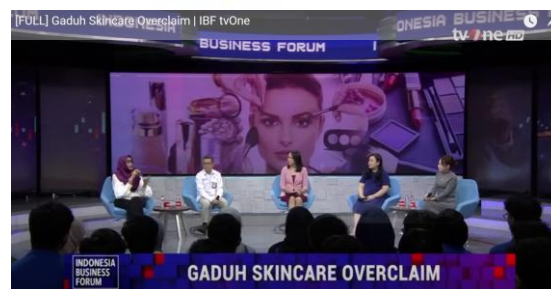 [FULL] Gaduh Skincare Overclaim | IBF tvOne
BUSINESS FORUM
ONESIA BUSINESS
tvOne HD
INDONESIA
BUSINESS
FORUM
GADUH SKINCARE OVERCLAIM